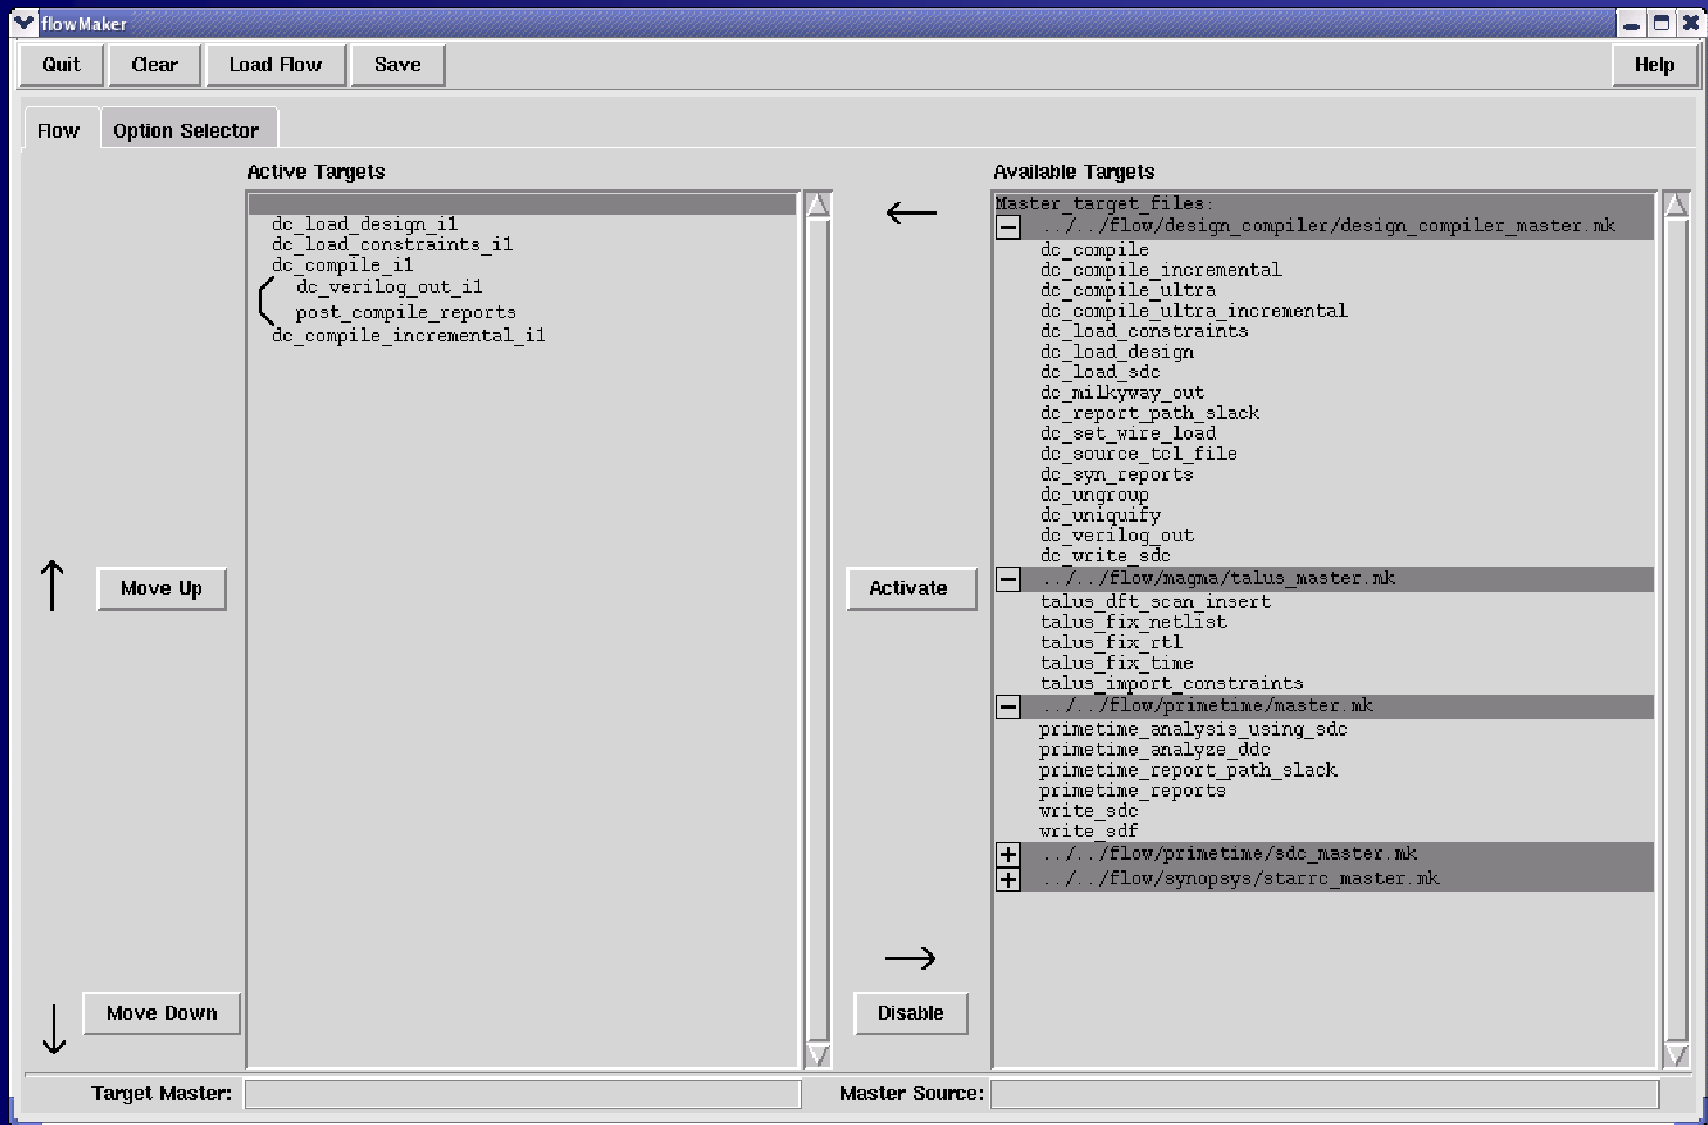 flowMaker
Quit
Clear
Load Flow
Save
Help
Flow
Option Selector
Active Targets
dc_load_design_i1
dc_load_constraints_i1
dc_compile_i1
dc_verilog_out_i1
post_compile_reports
dc_compile_incremental_i1
Move Up
Move Down
Activate
Disable
Available Targets
Master_target_files:
../../flow/design_compiler/design_compiler_master.mk
dc_compile
dc_compile_incremental
dc_compile_ultra
dc_compile_ultra_incremental
dc_load_constraints
dc_load_design
dc_load_sdc
dc_milkyway_out
dc_report_path_slack
dc_set_wire_load
dc_source_tcl_file
dc_syn_reports
dc_ungroup
dc_uniquify
dc_verilog_out
dc_write_sdc
../../flow/magma/talus_master.mk
talus_dft_scan_insert
talus_fix_netlist
talus_fix_rtl
talus_fix_time
talus_import_constraints
../../flow/primetime/master.mk
primetime_analysis_using_sdc
primetime_analyze_ddc
primetime_report_path_slack
primetime_reports
write_sdc
write_sdf
../../flow/primetime/sdc_master.mk
../../flow/synopsys/starrc_master.mk
Target Master:
Master Source: